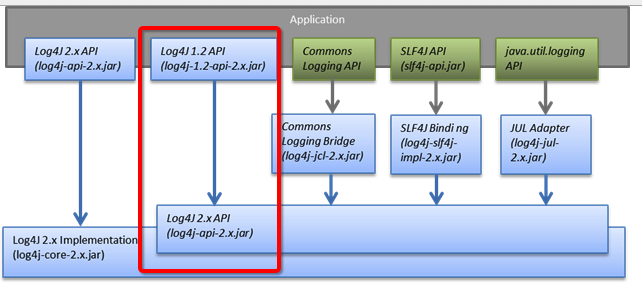 Application
Log4J 2.x API
(log4j-api-2.x.jar)
Log4J 1.2 API
(log4j-1.2-api-2.x.jar)
Commons
Logging API
SLF4J API
(slf4j-api.jar)
java.util.logging
API
Commons
Logging Bridge
(log4j-jcl-2.x.jar)
SLF4J Binding
(log4j-slf4j-
impl-2.x.jar)
JUL Adapter
(log4j-jul-
2.x.jar)
Log4J 2.x API
(log4j-api-2.x.jar)
Log4J 2.x Implementation
(log4j-core-2.x.jar)